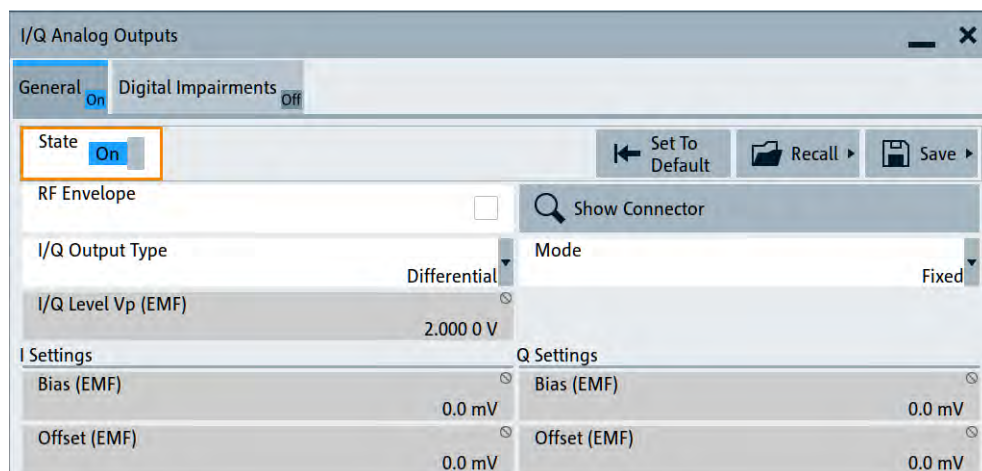 I/Q Analog Outputs
General On Digital Impairments Off
State On
Set To Default
Recall
Save
RF Envelope
Show Connector
I/Q Output Type
Differential
Mode
Fixed
I/Q Level Vp (EMF)
2.000 0 V
I Settings
Q Settings
Bias (EMF)
0.0 mV
Bias (EMF)
0.0 mV
Offset (EMF)
0.0 mV
Offset (EMF)
0.0 mV